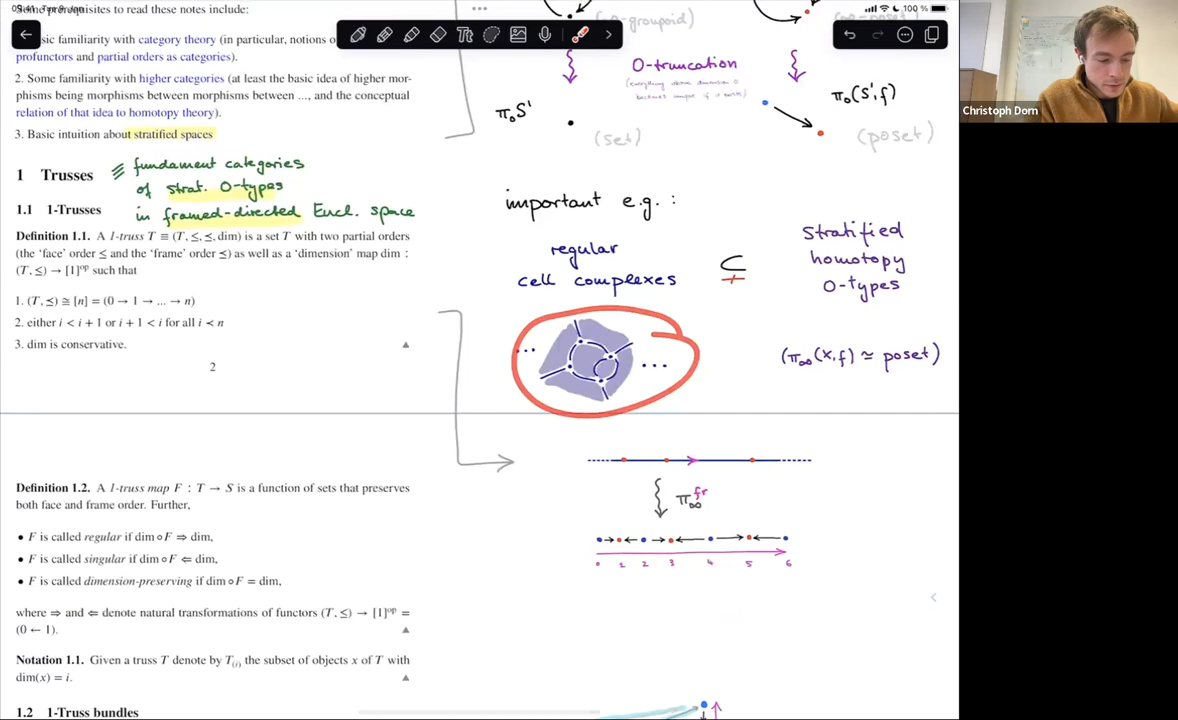 to read these notes include:
sic familiarity with category theory (in particular, notions o
profunctors and partial orders as categories).
2. Some familiarity with higher categories (at least the basic idea of higher mor-
phisms being morphisms between morphisms between ..., and the conceptual
relation of that idea to homotopy theory).
3. Basic intuition about stratified spaces
1 Trusses
fundament categories
of strat. 0-types
in framed-directed Eucl. space
1.1 1-Trusses
Definition 1.1. A 1-truss T ≡ (T, ≤, ≤, dim) is a set T with two partial orders
(the ‘face’ order ≤ and the ‘frame’ order ≤) as well as a ‘dimension’ map dim :
(T, ≤) → [1]ᵒᵖ such that
1. (T, ≤) ≅ [n] = (0 → 1 → ... → n)
2. either i < i + 1 or i + 1 < i for all i < n
3. dim is conservative. ▲
2
Definition 1.2. A 1-truss map F : T → S is a function of sets that preserves
both face and frame order. Further,
• F is called regular if dim ∘ F ⇒ dim,
• F is called singular if dim ∘ F ⇐ dim,
• F is called dimension-preserving if dim ∘ F = dim,
where ⇒ and ⇐ denote natural transformations of functors (T, ≤) → [1]ᵒᵖ =
(0 ← 1). ▲
Notation 1.1. Given a truss T denote by T₍ᵢ₎ the subset of objects x of T with
dim(x) = i. ▲
1.2 1-Truss bundles
0-truncation
π₀S¹
(set)
π₀(S¹,f)
(poset)
important e.g. :
regular
cell complexes
⊊
stratified
homotopy
0-types
... ...
(π∞(X,f) ≃ poset)
π∞ fr
0 1 2 3 4 5 6
100 %
Christoph Dorn